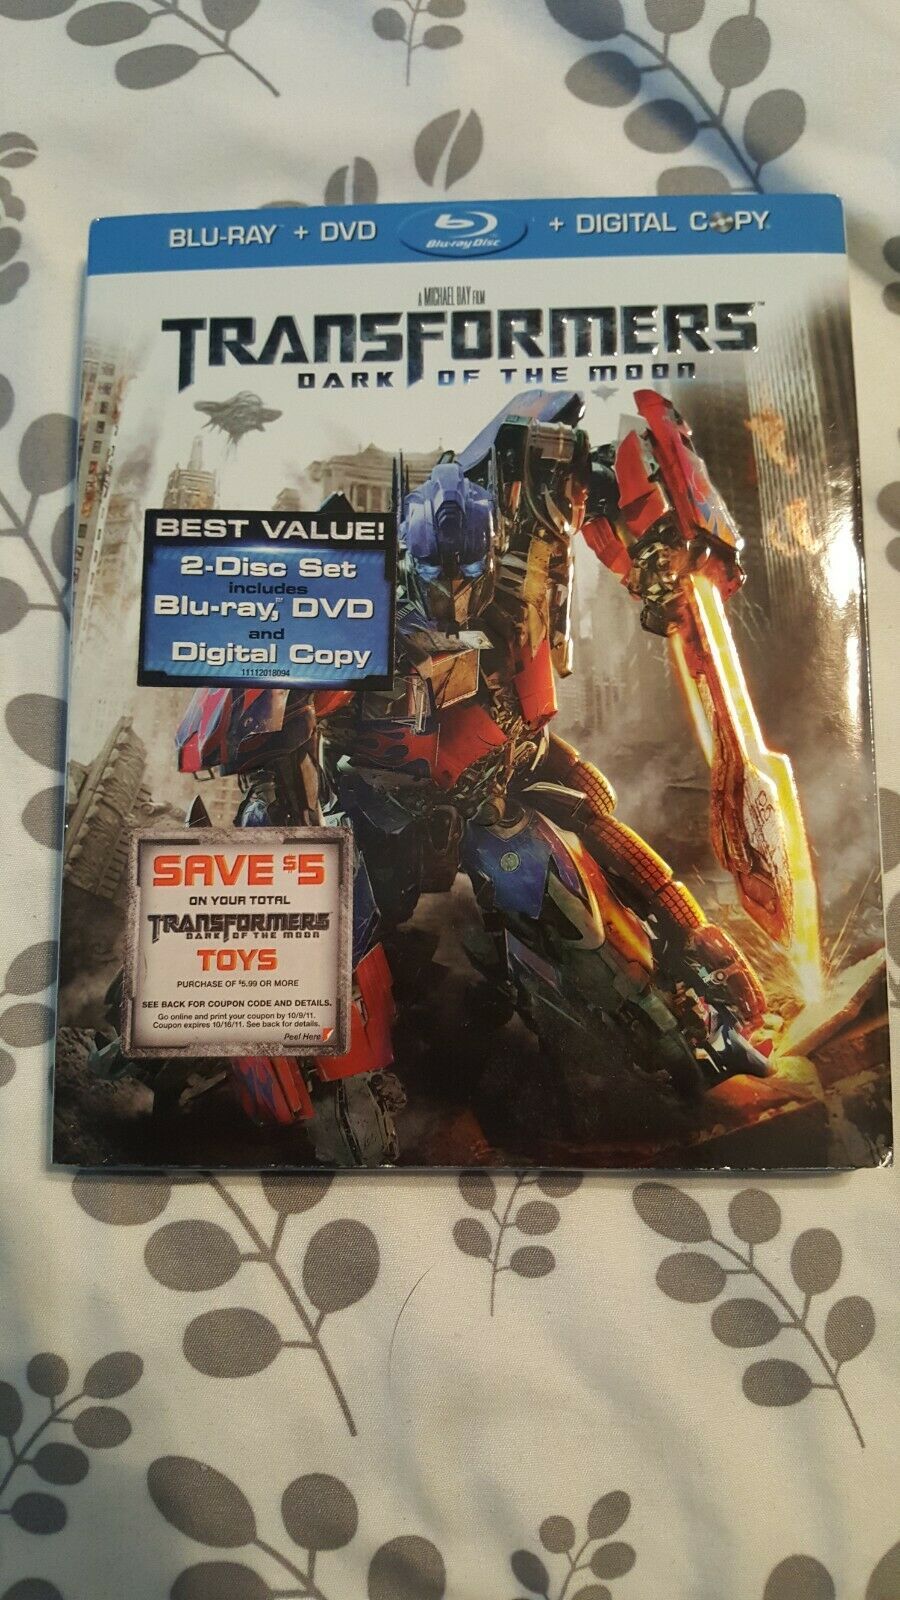 BLU-RAY™ + DVD
Blu-ray Disc
+ DIGITAL COPY
A MICHAEL BAY FILM
TRANSFORMERS™
DARK OF THE MOON
BEST VALUE!
2-Disc Set
includes
Blu-ray,™ DVD
and
Digital Copy
11112018094
SAVE $5
ON YOUR TOTAL
TRANSFORMERS
DARK OF THE MOON
TOYS
PURCHASE OF $5.99 OR MORE
SEE BACK FOR COUPON CODE AND DETAILS.
Go online and print your coupon by 10/9/11.
Coupon expires 10/16/11. See back for details.
Peel Here